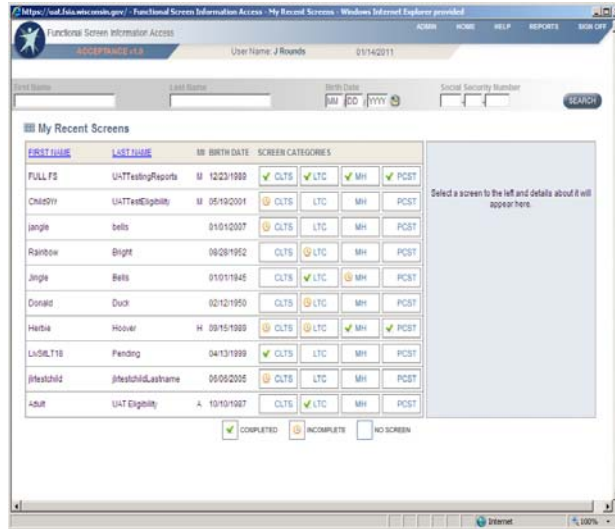 https://uat.fsia.wisconsin.gov/ - Functional Screen Information Access - My Recent Screens - Windows Internet Explorer provided
Functional Screen Information Access
ADMIN HOME HELP REPORTS SIGN OFF
ACCEPTANCE v1.0 User Name: J Rounds 01/14/2011
First Name Last Name Birth Date Social Security Number
MM / DD / YYYY SEARCH
My Recent Screens
FIRST NAME LAST NAME MI BIRTH DATE SCREEN CATEGORIES
FULL FS UATTestingReports M 12/23/1989 CLTS LTC MH PCST
Child9Yr UATTestEligibility M 05/19/2001 CLTS LTC MH PCST
jangle bells 01/01/2007 CLTS LTC MH PCST
Rainbow Bright 08/28/1952 CLTS LTC MH PCST
Jingle Bells 01/01/1945 CLTS LTC MH PCST
Donald Duck 02/12/1950 CLTS LTC MH PCST
Herbie Hoover H 09/15/1989 CLTS LTC MH PCST
LivSitLT18 Pending 04/13/1999 CLTS LTC MH PCST
jlrtestchild jlrtestchildLastname 06/06/2005 CLTS LTC MH PCST
Adult UAT Eligibility A 10/10/1987 CLTS LTC MH PCST
Select a screen to the left and details about it will
appear here.
COMPLETED INCOMPLETE NO SCREEN
Internet 100%